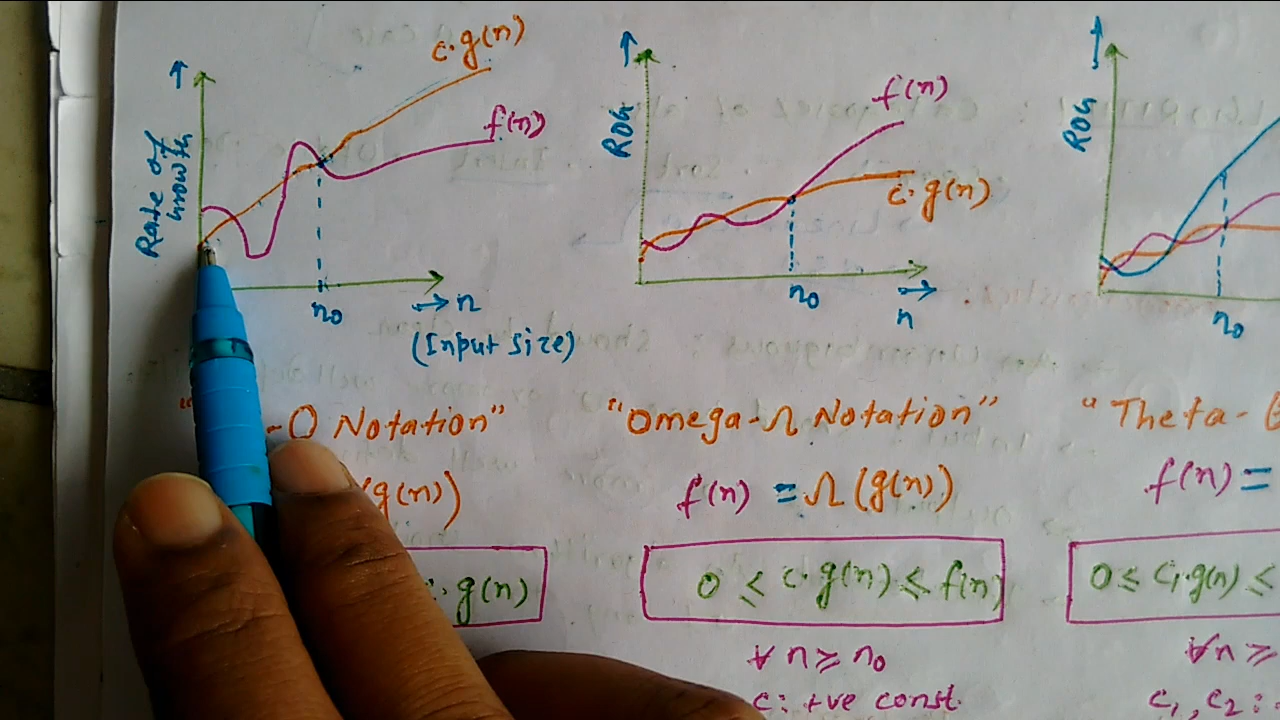 c.g(n)
f(n)
Rate of
growth
n0
→ n
(Input size)
-O Notation"
(g(n))
c.g(n)
ROG
f(n)
c.g(n)
n0
→
n
"Omega-Ω Notation"
f(n) = Ω(g(n))
0 ≤ c.g(n) ≤ f(n)
∀ n ≥ n0
c: +ve const.
ROG
n0
"Theta-
f(n) =
0 ≤ c1.g(n) ≤
∀ n ≥
c1, c2 :